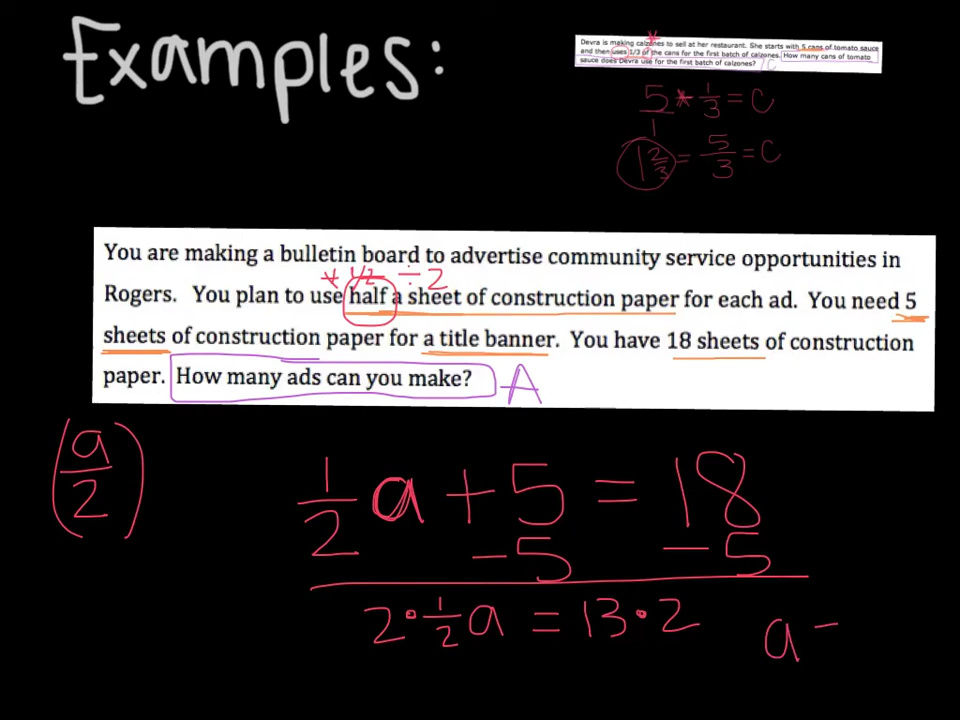 Examples:
Devra is making calzones to sell at her restaurant. She starts with 5 cans of tomato sauce
and then uses 1/3 of the cans for the first batch of calzones. How many cans of tomato
sauce does Devra use for the first batch of calzones? C
5 * 1/3 = C
1
1 2/3 = 5/3 = C
You are making a bulletin board to advertise community service opportunities in
* 1/2 ÷ 2
Rogers. You plan to use half a sheet of construction paper for each ad. You need 5
sheets of construction paper for a title banner. You have 18 sheets of construction
paper. How many ads can you make? A
(a/2)
1/2 a + 5 = 18
- 5 - 5
2 · 1/2 a = 13 · 2 a =